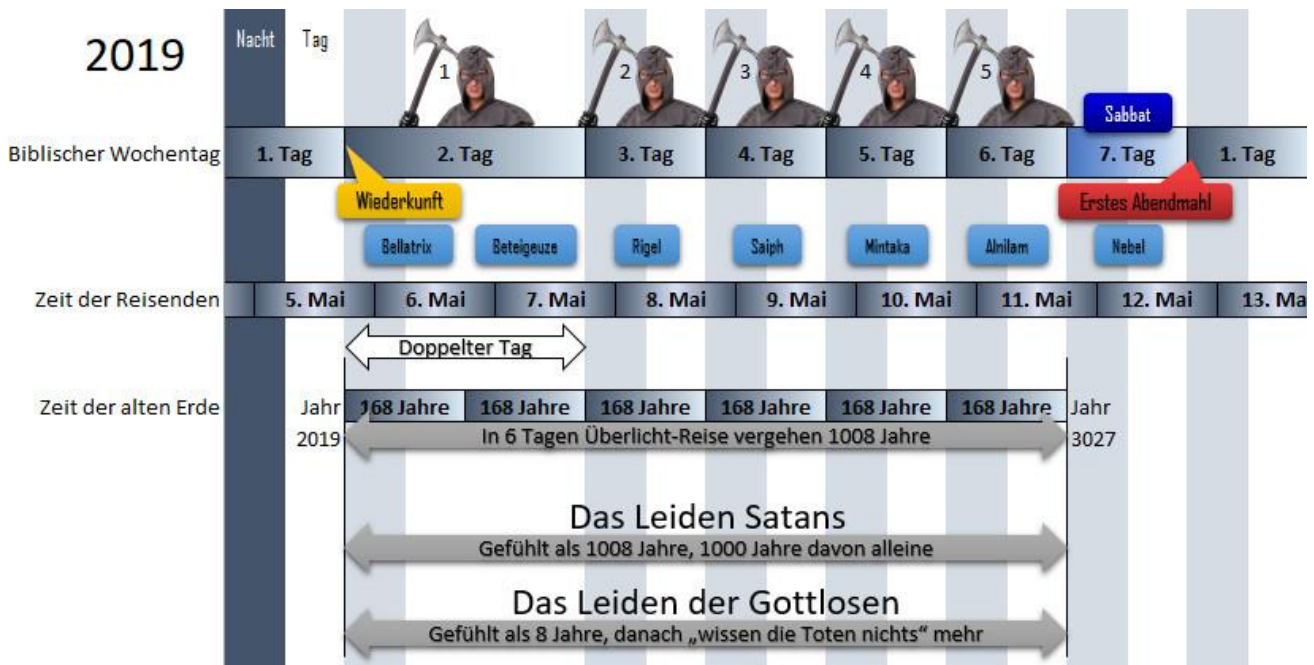 2019
Nacht
Tag
1
2
3
4
5
Sabbat
Biblischer Wochentag
1. Tag
2. Tag
3. Tag
4. Tag
5. Tag
6. Tag
7. Tag
1. Tag
Wiederkunft
Erstes Abendmahl
Bellatrix
Beteigeuze
Rigel
Saiph
Mintaka
Alnilam
Nebel
Zeit der Reisenden
5. Mai
6. Mai
7. Mai
8. Mai
9. Mai
10. Mai
11. Mai
12. Mai
13. Ma
Doppelter Tag
Zeit der alten Erde
Jahr
2019
168 Jahre
168 Jahre
168 Jahre
168 Jahre
168 Jahre
168 Jahre
Jahr
3027
In 6 Tagen Überlicht-Reise vergehen 1008 Jahre
Das Leiden Satans
Gefühlt als 1008 Jahre, 1000 Jahre davon alleine
Das Leiden der Gottlosen
Gefühlt als 8 Jahre, danach „wissen die Toten nichts“ mehr